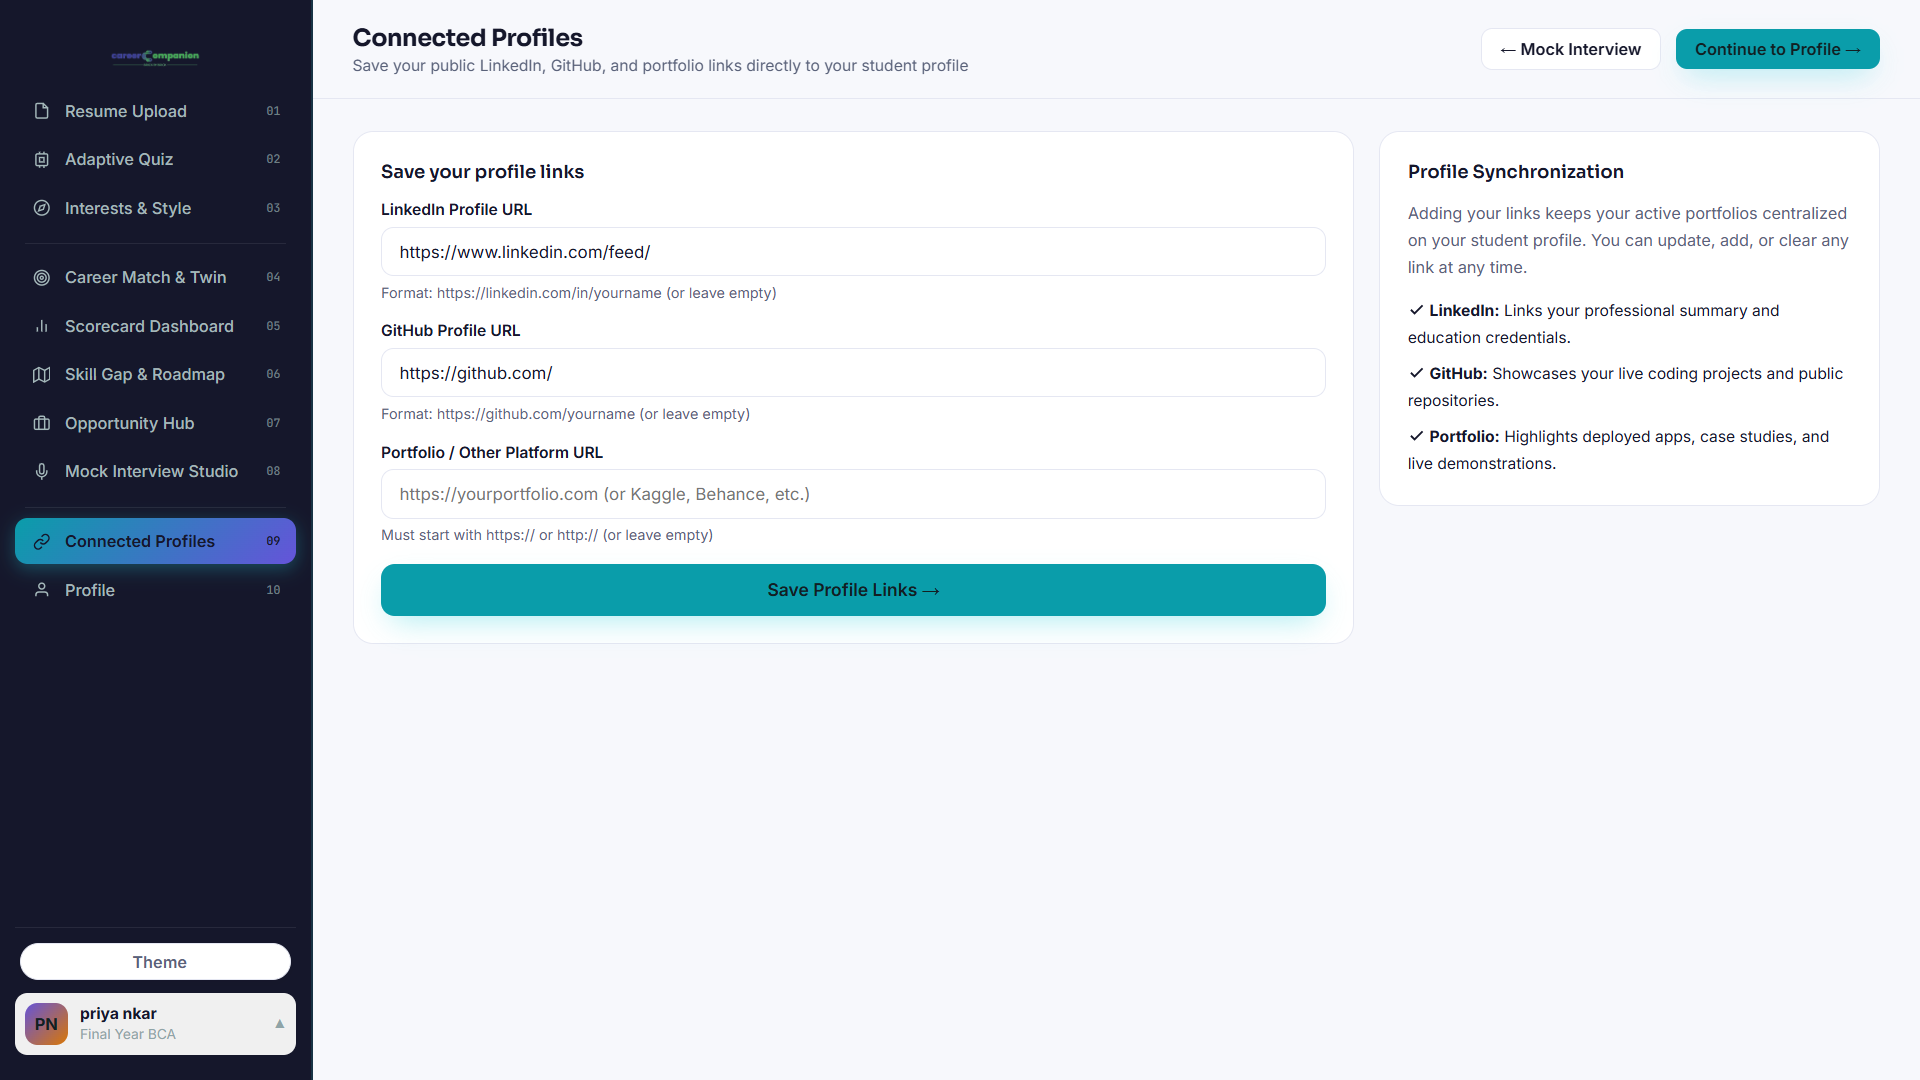 careerCompanion
Resume Upload 01
Adaptive Quiz 02
Interests & Style 03
Career Match & Twin 04
Scorecard Dashboard 05
Skill Gap & Roadmap 06
Opportunity Hub 07
Mock Interview Studio 08
Connected Profiles 09
Profile 10
Theme
PN
priya nkar
Final Year BCA
▲
Connected Profiles
Save your public LinkedIn, GitHub, and portfolio links directly to your student profile
← Mock Interview
Continue to Profile →
Save your profile links
LinkedIn Profile URL
https://www.linkedin.com/feed/
Format: https://linkedin.com/in/yourname (or leave empty)
GitHub Profile URL
https://github.com/
Format: https://github.com/yourname (or leave empty)
Portfolio / Other Platform URL
https://yourportfolio.com (or Kaggle, Behance, etc.)
Must start with https:// or http:// (or leave empty)
Save Profile Links →
Profile Synchronization
Adding your links keeps your active portfolios centralized
on your student profile. You can update, add, or clear any
link at any time.
✓ LinkedIn: Links your professional summary and
education credentials.
✓ GitHub: Showcases your live coding projects and public
repositories.
✓ Portfolio: Highlights deployed apps, case studies, and
live demonstrations.